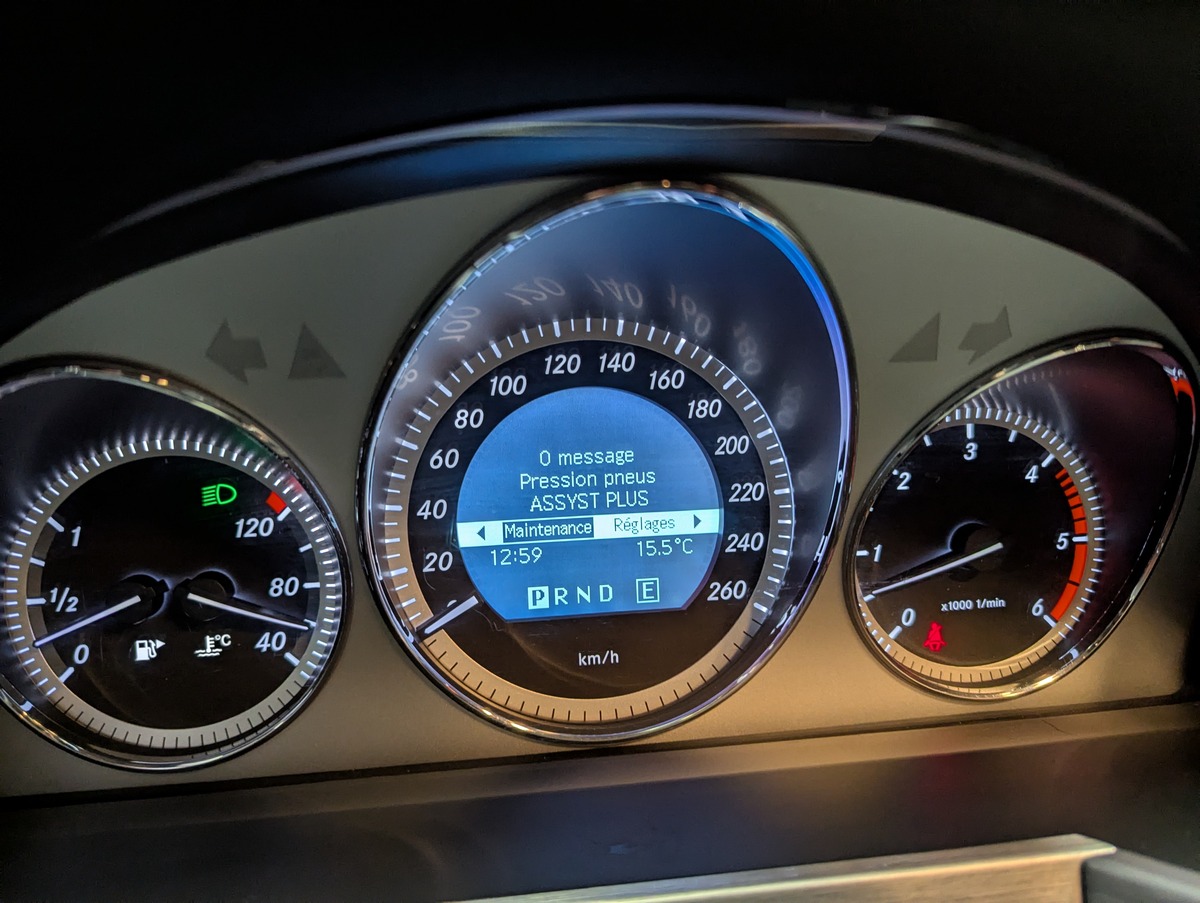 1
1/2
0
120
80
40
°C
20
40
60
80
100
120
140
160
180
200
220
240
260
0 message
Pression pneus
ASSYST PLUS
Maintenance Réglages
12:59 15.5°C
P R N D E
km/h
0
1
2
3
4
5
6
x1000 1/min